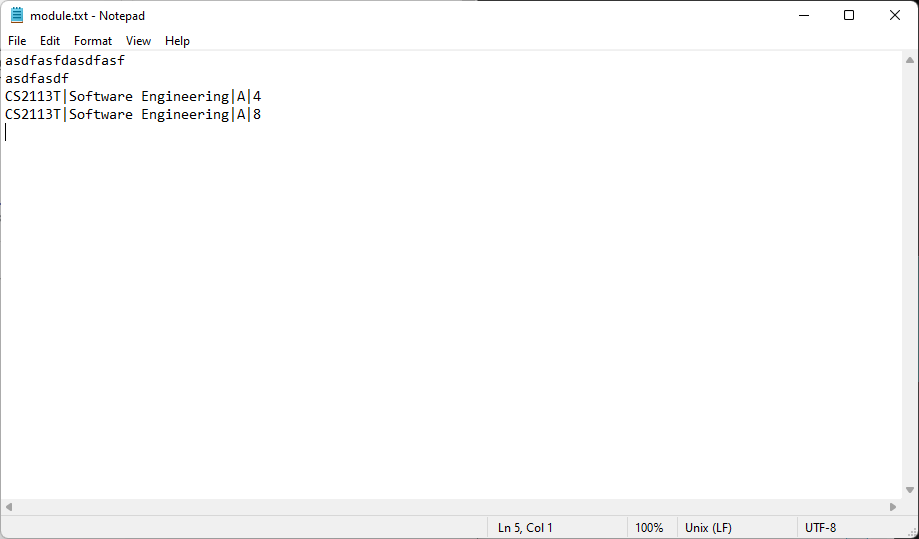 module.txt - Notepad
File Edit Format View Help
asdfasfdasdfasf
asdfasdf
CS2113T|Software Engineering|A|4
CS2113T|Software Engineering|A|8
Ln 5, Col 1 100% Unix (LF) UTF-8